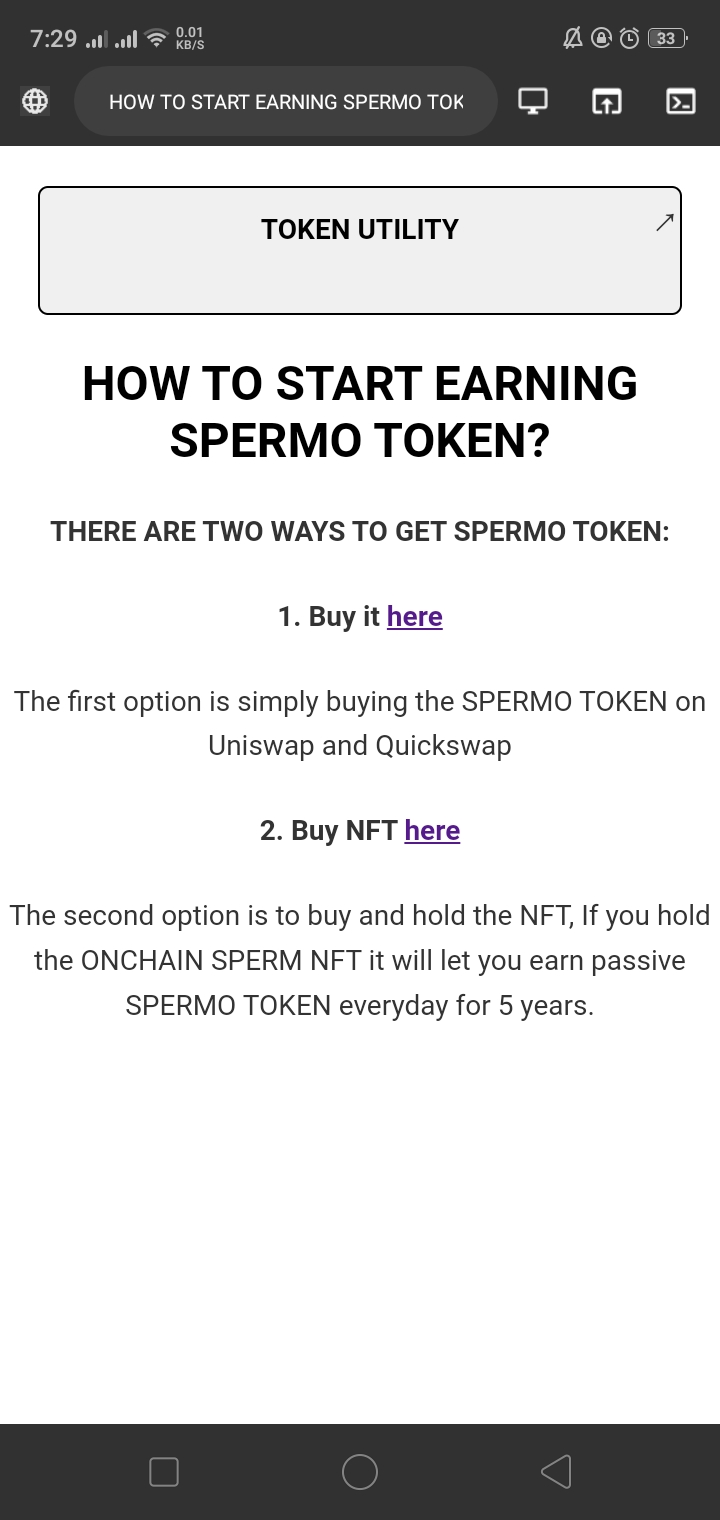 7:29
0.01
KB/S
33
HOW TO START EARNING SPERMO TOK
TOKEN UTILITY
HOW TO START EARNING
SPERMO TOKEN?
THERE ARE TWO WAYS TO GET SPERMO TOKEN:
1. Buy it here
The first option is simply buying the SPERMO TOKEN on
Uniswap and Quickswap
2. Buy NFT here
The second option is to buy and hold the NFT, If you hold
the ONCHAIN SPERM NFT it will let you earn passive
SPERMO TOKEN everyday for 5 years.